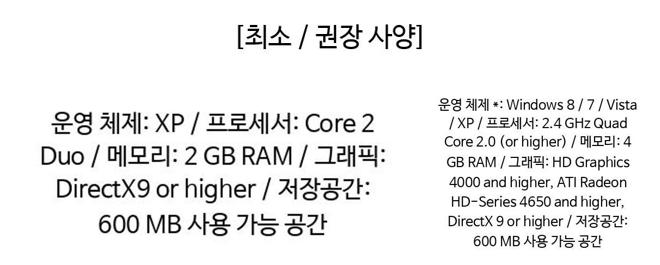 [최소 / 권장 사양]
운영 체제: XP / 프로세서: Core 2
Duo / 메모리: 2 GB RAM / 그래픽:
DirectX9 or higher / 저장공간:
600 MB 사용 가능 공간
운영 체제 *: Windows 8 / 7 / Vista
/ XP / 프로세서: 2.4 GHz Quad
Core 2.0 (or higher) / 메모리: 4
GB RAM / 그래픽: HD Graphics
4000 and higher, ATI Radeon
HD-Series 4650 and higher,
DirectX 9 or higher / 저장공간:
600 MB 사용 가능 공간